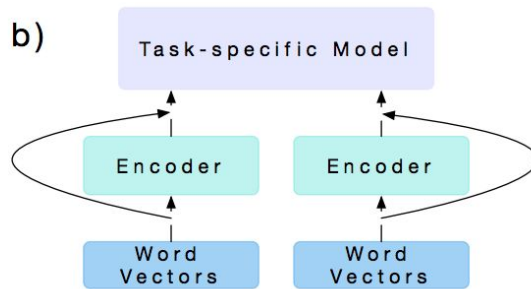 b)
Task-specific Model
Encoder
Encoder
Word
Vectors
Word
Vectors